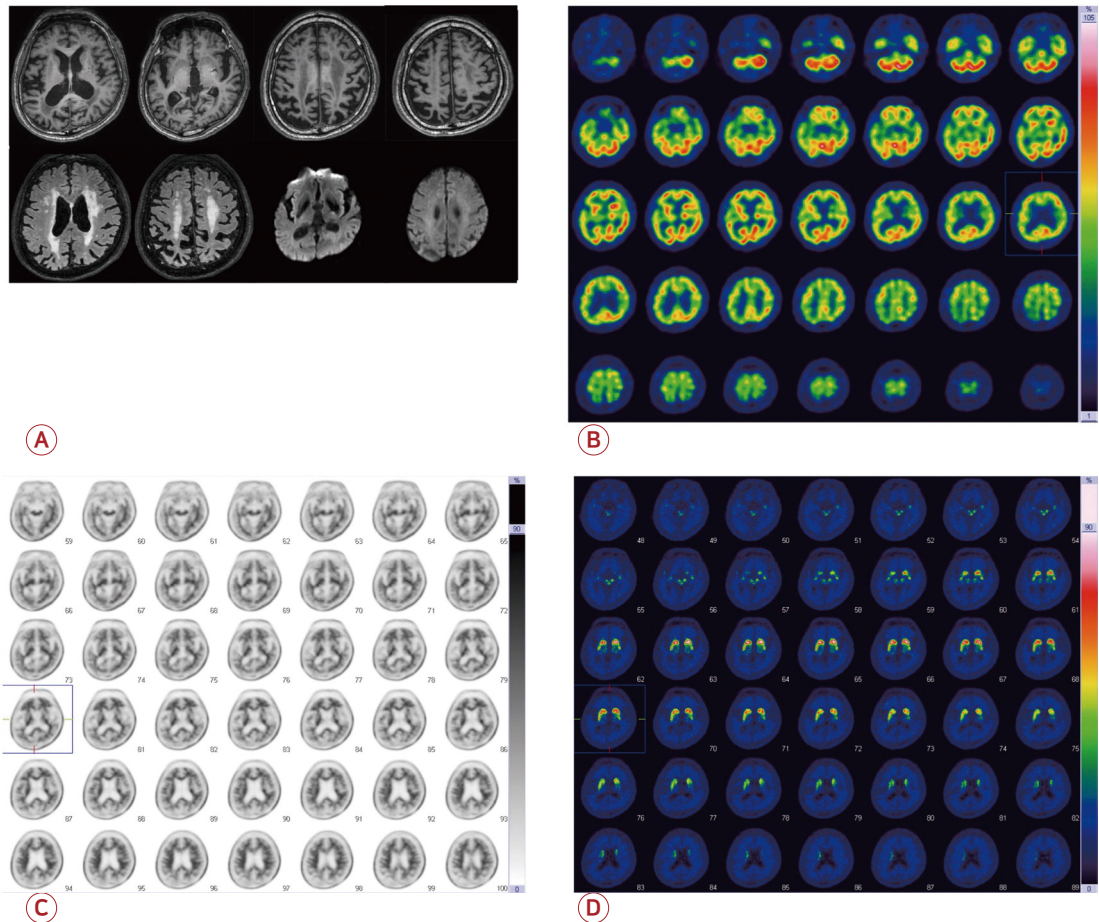 %
105
1
A
B
%
90
59 60 61 62 63 64 65
66 67 68 69 70 71 72
73 74 75 76 77 78 79
81 82 83 84 85 86
87 88 89 90 91 92 93
94 95 96 97 98 99 100
0
C
%
90
48 49 50 51 52 53 54
55 56 57 58 59 60 61
62 63 64 65 66 67 68
70 71 72 73 74 75
76 77 78 79 80 81 82
83 84 85 86 87 88 89
0
D